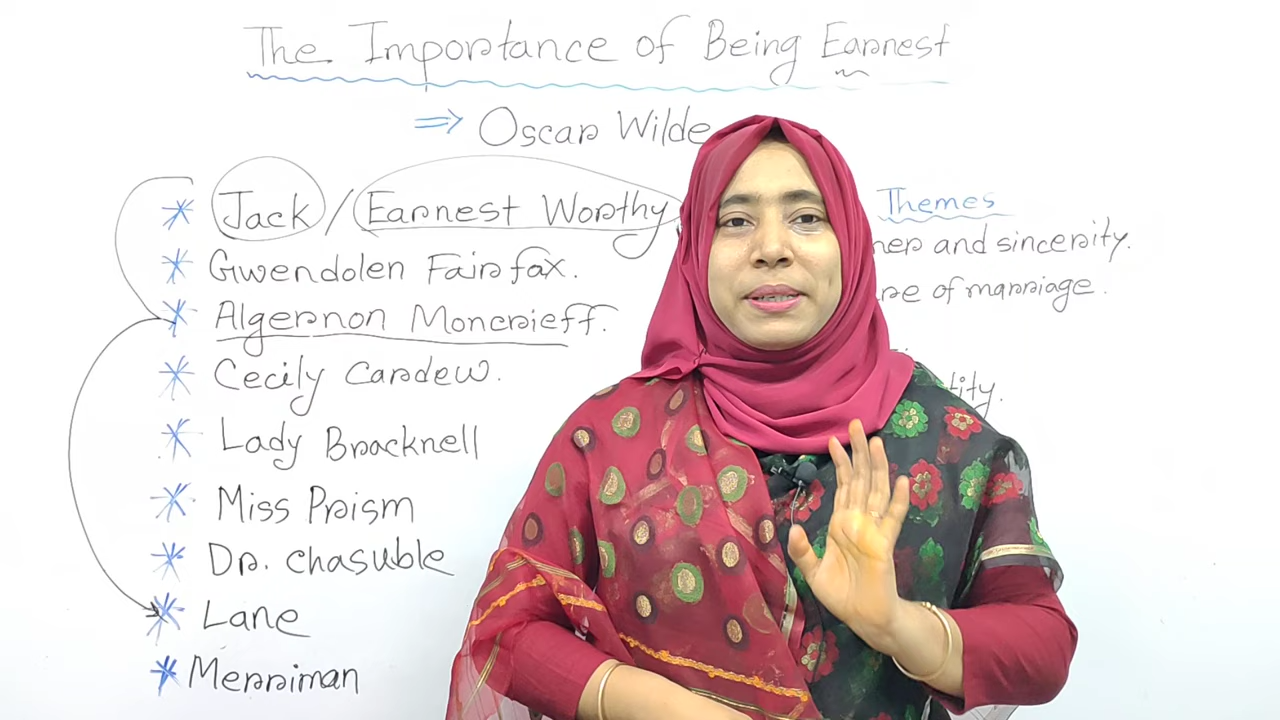 The Importance of Being Earnest
⇒ Oscar Wilde
Jack / Earnest Worthy
Gwendolen Fairfax.
Algernon Moncrieff.
Cecily Cardew.
Lady Bracknell
Miss Prism
Dr. Chasuble
Lane
Merriman
Themes
and sincerity.
of marriage.